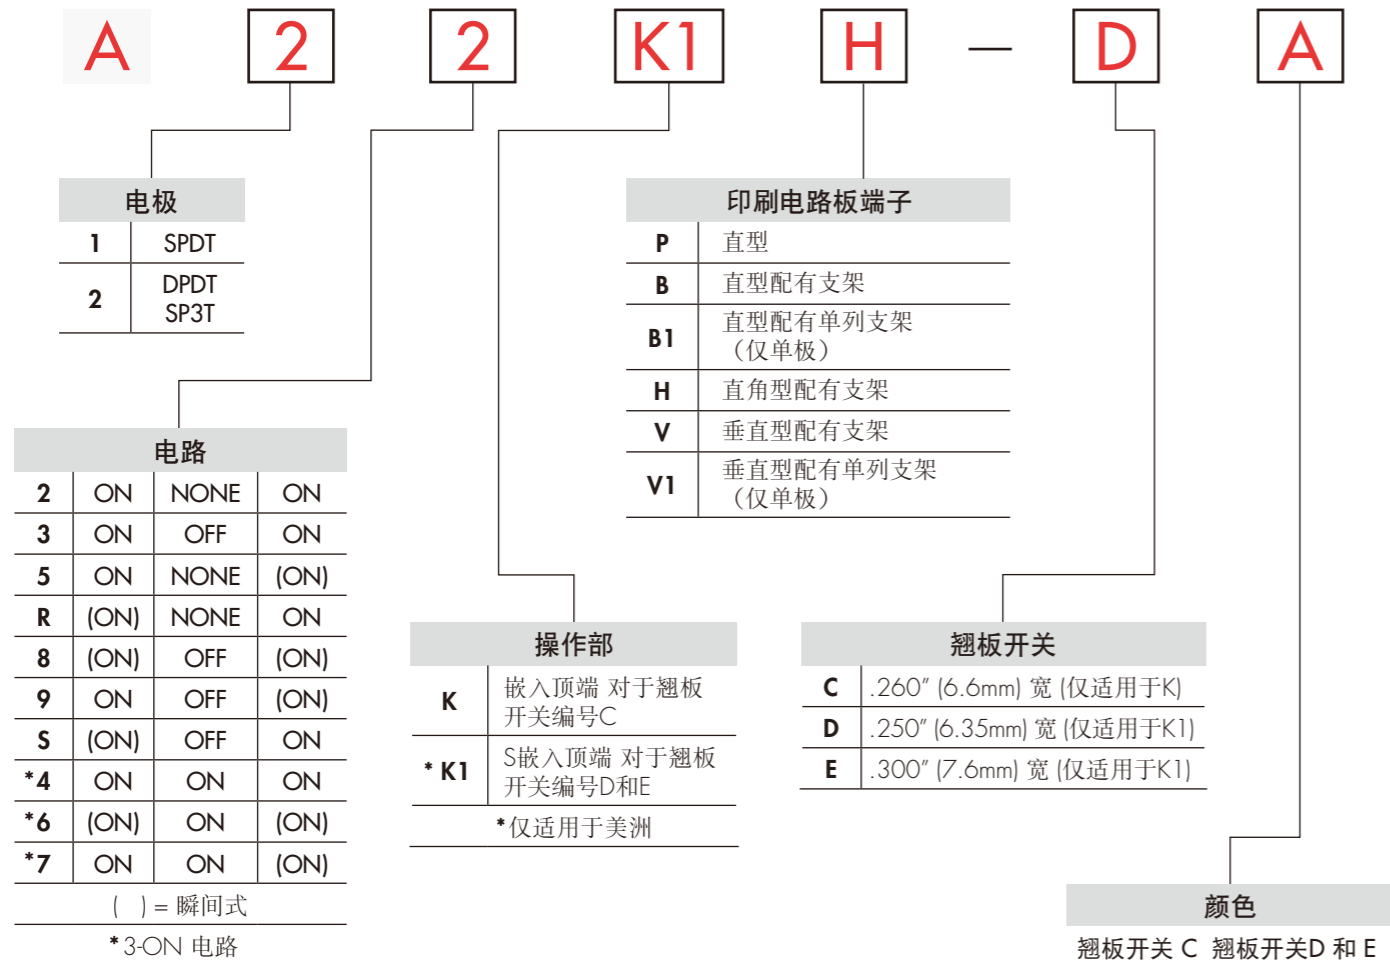 A 2 2 K1 H — D A
电极
1 SPDT
2 DPDT
SP3T
印刷电路板端子
P 直型
B 直型配有支架
B1 直型配有单列支架
（仅单极）
H 直角型配有支架
V 垂直型配有支架
V1 垂直型配有单列支架
（仅单极）
电路
2 ON NONE ON
3 ON OFF ON
5 ON NONE (ON)
R (ON) NONE ON
8 (ON) OFF (ON)
9 ON OFF (ON)
S (ON) OFF ON
*4 ON ON ON
*6 (ON) ON (ON)
*7 ON ON (ON)
( ) = 瞬间式
*3-ON 电路
操作部
K 嵌入顶端 对于翘板
开关编号C
* K1 S嵌入顶端 对于翘板
开关编号D和E
*仅适用于美洲
翘板开关
C .260" (6.6mm) 宽 (仅适用于K)
D .250" (6.35mm) 宽 (仅适用于K1)
E .300" (7.6mm) 宽 (仅适用于K1)
颜色
翘板开关 C 翘板开关D 和 E